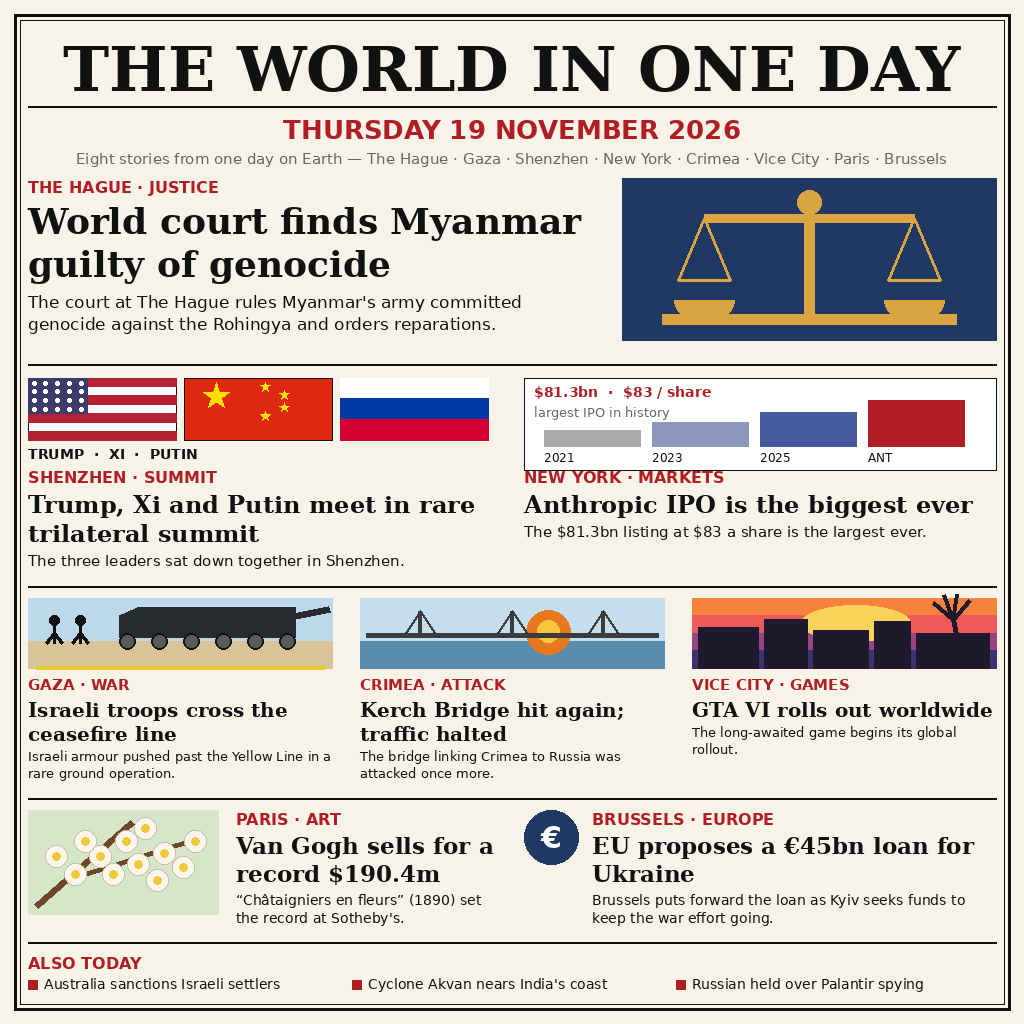 THE WORLD IN ONE DAY
THURSDAY 19 NOVEMBER 2026
Eight stories from one day on Earth — The Hague · Gaza · Shenzhen · New York · Crimea · Vice City · Paris · Brussels
THE HAGUE · JUSTICE
World court finds Myanmar
guilty of genocide
The court at The Hague rules Myanmar's army committed
genocide against the Rohingya and orders reparations.
TRUMP · XI · PUTIN
SHENZHEN · SUMMIT
Trump, Xi and Putin meet in rare
trilateral summit
The three leaders sat down together in Shenzhen.
$81.3bn · $83 / share
largest IPO in history
2021 2023 2025 ANT
NEW YORK · MARKETS
Anthropic IPO is the biggest ever
The $81.3bn listing at $83 a share is the largest ever.
GAZA · WAR
Israeli troops cross the
ceasefire line
Israeli armour pushed past the Yellow Line in a
rare ground operation.
CRIMEA · ATTACK
Kerch Bridge hit again;
traffic halted
The bridge linking Crimea to Russia was
attacked once more.
VICE CITY · GAMES
GTA VI rolls out worldwide
The long-awaited game begins its global
rollout.
PARIS · ART
Van Gogh sells for a
record $190.4m
“Châtaigniers en fleurs” (1890) set
the record at Sotheby's.
€
BRUSSELS · EUROPE
EU proposes a €45bn loan for
Ukraine
Brussels puts forward the loan as Kyiv seeks funds to
keep the war effort going.
ALSO TODAY
Australia sanctions Israeli settlers
Cyclone Akvan nears India's coast
Russian held over Palantir spying